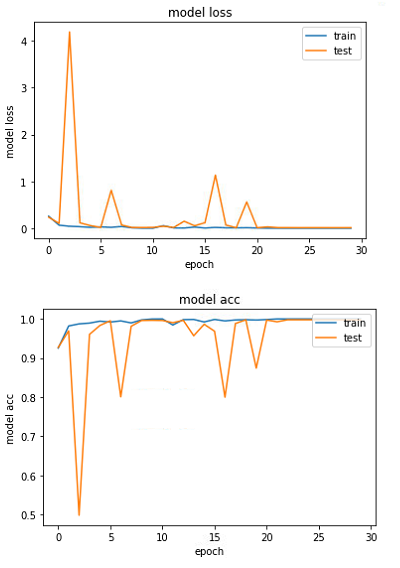 model loss
train
test
4
3
2
1
0
model loss
0 5 10 15 20 25 30
epoch
model acc
train
test
1.0
0.9
0.8
0.7
0.6
0.5
model acc
0 5 10 15 20 25 30
epoch